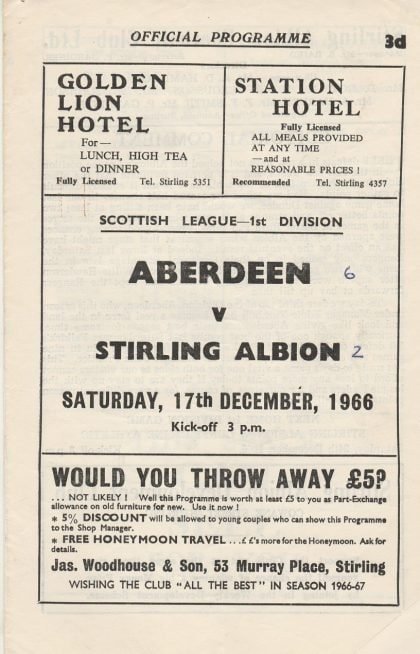 OFFICIAL PROGRAMME
3d
GOLDEN
LION
HOTEL
For—
LUNCH, HIGH TEA
or DINNER
Fully Licensed Tel. Stirling 5351
STATION
HOTEL
Fully Licensed
ALL MEALS PROVIDED
AT ANY TIME
—and at
REASONABLE PRICES !
Recommended Tel. Stirling 4357
SCOTTISH LEAGUE—1st DIVISION
ABERDEEN 6
v
STIRLING ALBION 2
SATURDAY, 17th DECEMBER, 1966
Kick-off 3 p.m.
WOULD YOU THROW AWAY £5?
... NOT LIKELY ! Well this Programme is worth at least £5 to you as Part-Exchange
allowance on old furniture for new. Use it now !
* 5% DISCOUNT will be allowed to young couples who can show this Programme
to the Shop Manager.
* FREE HONEYMOON TRAVEL ... £ £'s more for the Honeymoon. Ask for
details.
Jas. Woodhouse & Son, 53 Murray Place, Stirling
WISHING THE CLUB "ALL THE BEST" IN SEASON 1966-67